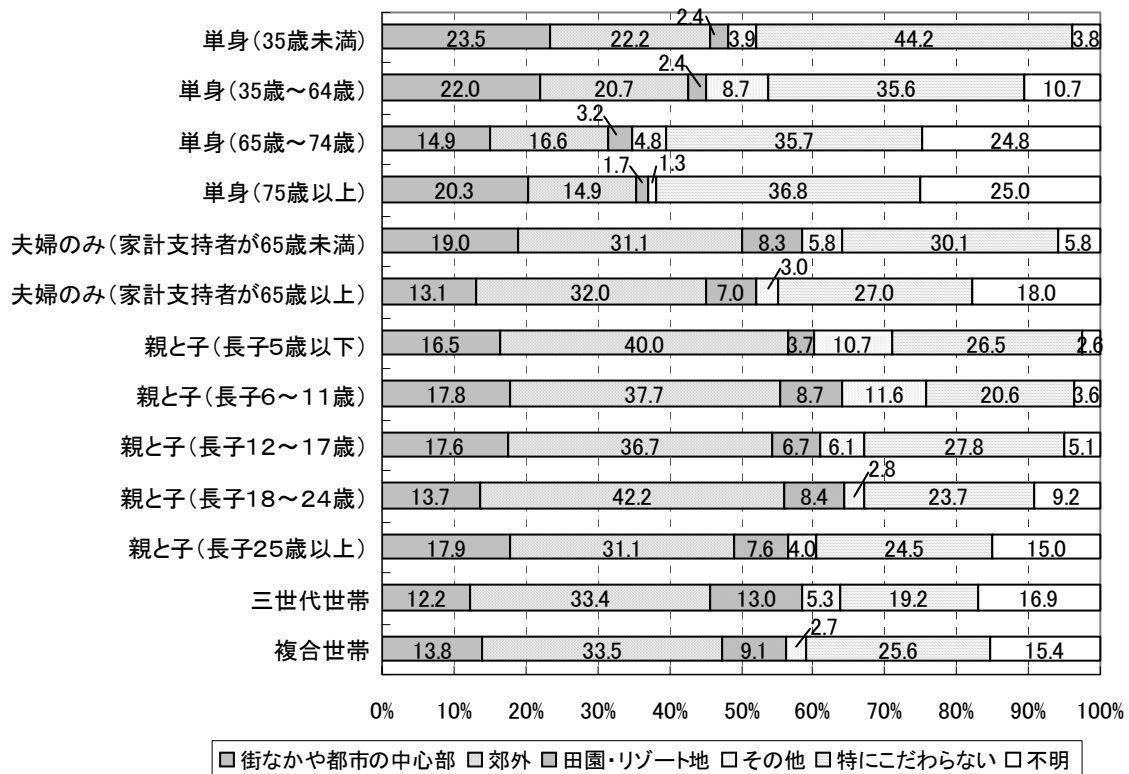 単身(35歳未満) 23.5 22.2 2.4 3.9 44.2 3.8
単身(35歳～64歳) 22.0 20.7 2.4 8.7 35.6 10.7
単身(65歳～74歳) 14.9 16.6 3.2 4.8 35.7 24.8
単身(75歳以上) 20.3 14.9 1.7 1.3 36.8 25.0
夫婦のみ(家計支持者が65歳未満) 19.0 31.1 8.3 5.8 30.1 5.8
夫婦のみ(家計支持者が65歳以上) 13.1 32.0 7.0 3.0 27.0 18.0
親と子(長子5歳以下) 16.5 40.0 3.7 10.7 26.5 2.6
親と子(長子6～11歳) 17.8 37.7 8.7 11.6 20.6 3.6
親と子(長子12～17歳) 17.6 36.7 6.7 6.1 27.8 5.1
親と子(長子18～24歳) 13.7 42.2 8.4 2.8 23.7 9.2
親と子(長子25歳以上) 17.9 31.1 7.6 4.0 24.5 15.0
三世代世帯 12.2 33.4 13.0 5.3 19.2 16.9
複合世帯 13.8 33.5 9.1 2.7 25.6 15.4
0% 10% 20% 30% 40% 50% 60% 70% 80% 90% 100%
街なかや都市の中心部 郊外 田園・リゾート地 その他 特にこだわらない 不明